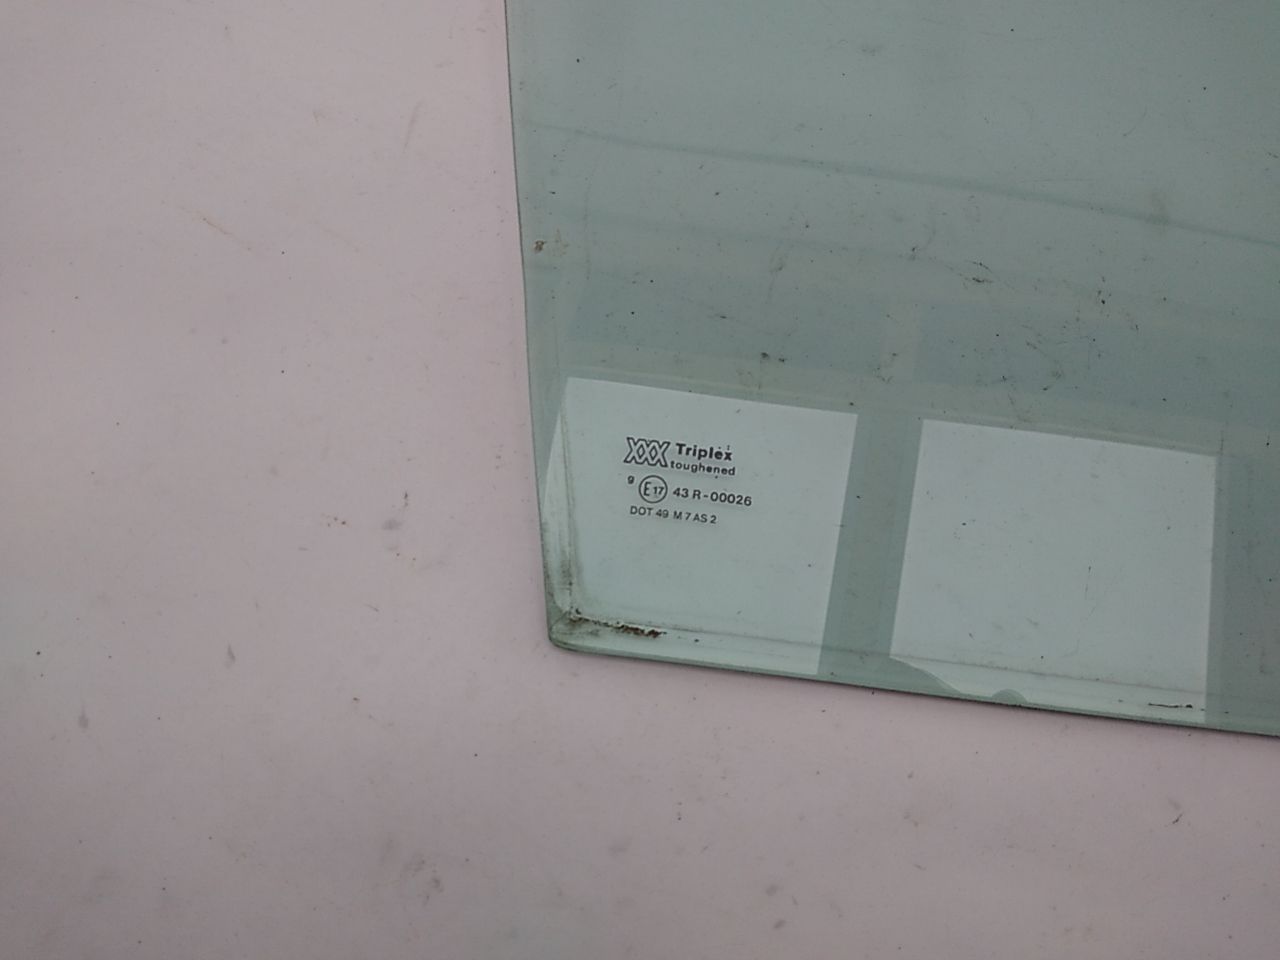 XXX Triplex
toughened
9 E17 43 R-00026
DOT 49 M 7 AS 2